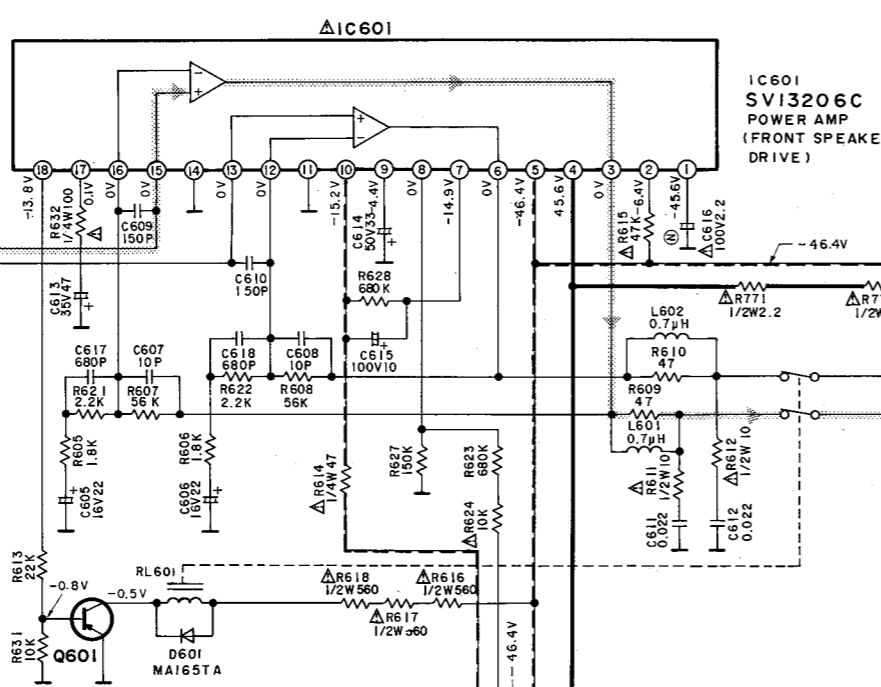 ⚠IC601
IC601
SV13206C
POWER AMP
(FRONT SPEAKE
DRIVE)
18 17 16 15 14 13 12 11 10 9 8 7 6 5 4 3 2 1
-13.8V
0.1V
0V
0V
0V
0V
-15.2V
-4.4V
0V
-14.9V
0V
-46.4V
45.6V
0V
-6.4V
-45.6V
R632
1/4W100
⚠
C609
150P
C614
50V33
⚠R615
47K
Ⓝ
⚠C616
100V2.2
-46.4V
C613
35V47
C610
150P
R628
680K
⚠R771
1/2W2.2
⚠R77
1/2W
L602
0.7μH
C617
680P
C607
10P
C618
680P
C608
10P
C615
100V10
R610
47
R621
2.2K
R607
56K
R622
2.2K
R608
56K
R609
47
L601
0.7μH
R605
1.8K
R606
1.8K
⚠R614
1/4W47
R627
150K
R623
680K
⚠R611
1/2W10
⚠R612
1/2W10
C605
16V22
C606
16V22
⚠R624
10K
C611
0.022
C612
0.022
R613
22K
RL601
-0.8V
-0.5V
⚠R618
1/2W560
⚠R616
1/2W560
⚠R617
1/2W560
R631
10K
Q601
D601
MA165TA
-46.4V